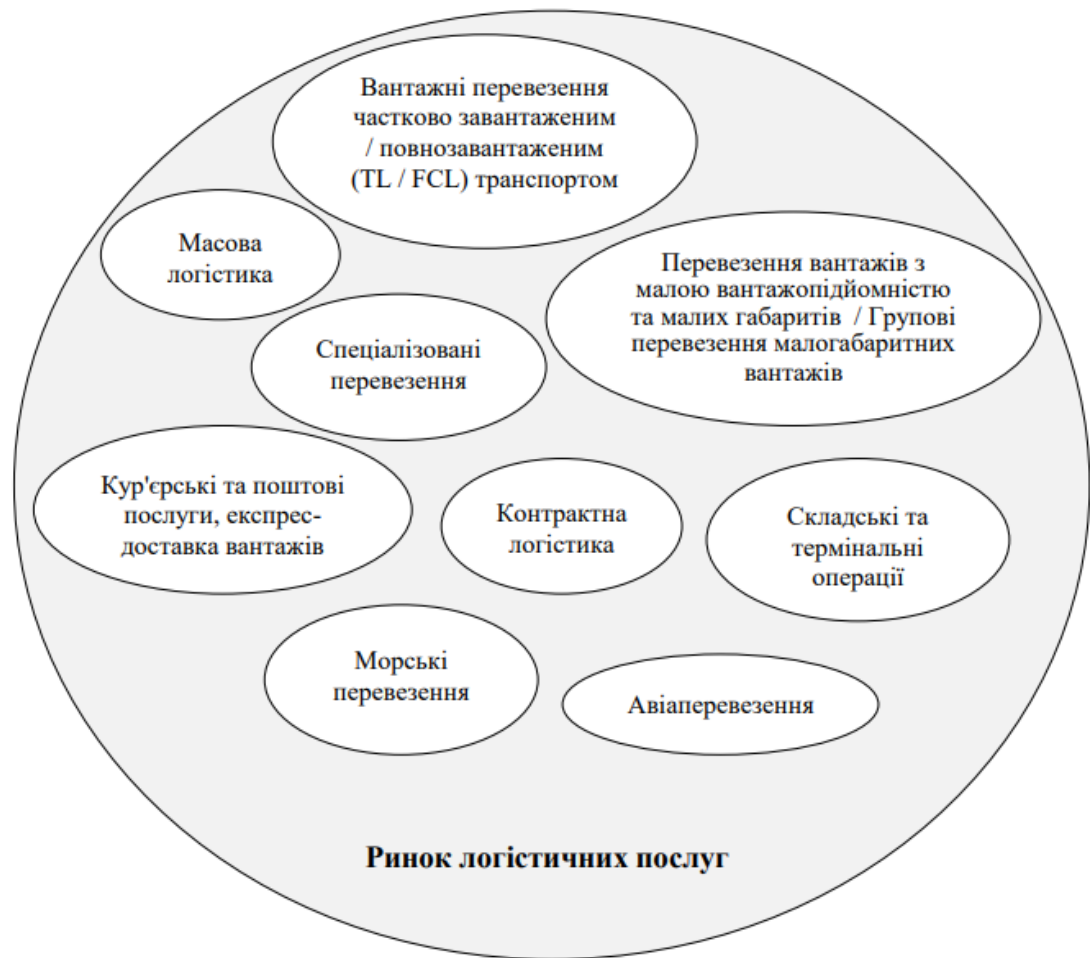 Вантажні перевезення
частково завантаженим
/ повнозавантаженим
(TL / FCL) транспортом
Масова
логістика
Перевезення вантажів з
малою вантажопідйомністю
та малих габаритів / Групові
перевезення малогабаритних
вантажів
Спеціалізовані
перевезення
Кур'єрські та поштові
послуги, експрес-
доставка вантажів
Контрактна
логістика
Складські та
термінальні
операції
Морські
перевезення
Авіаперевезення
Ринок логістичних послуг